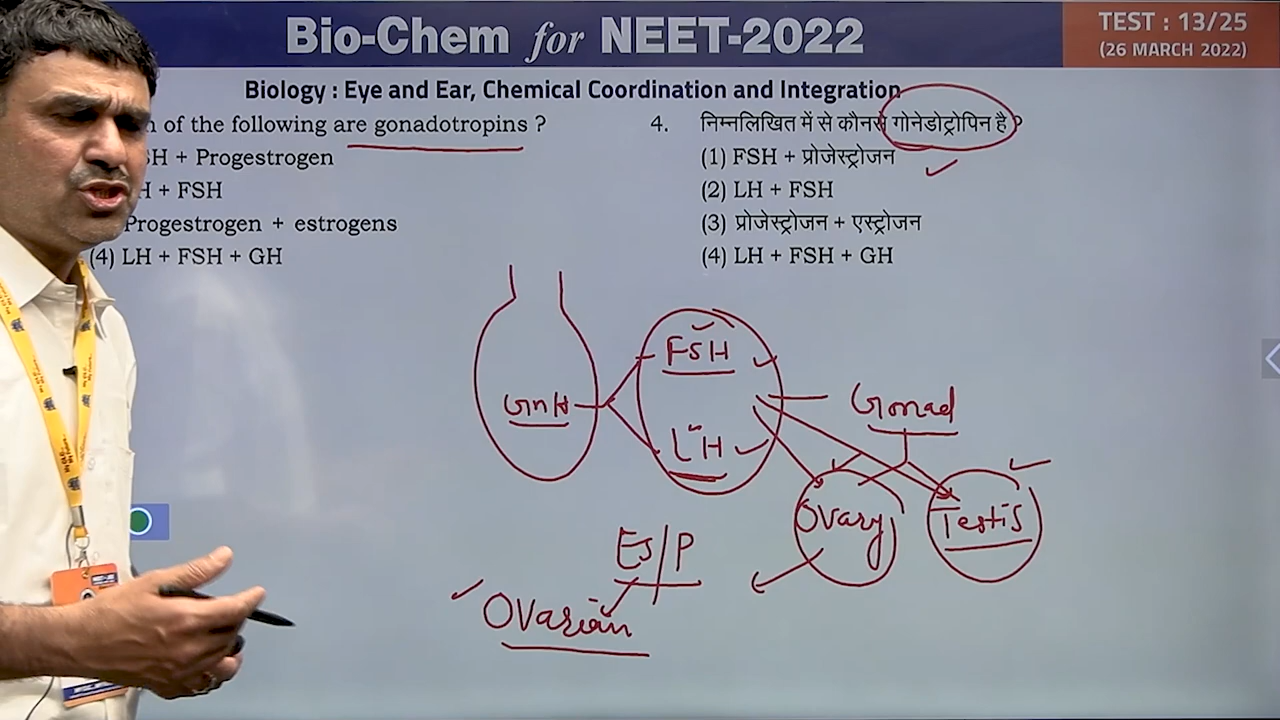 Bio-Chem for NEET-2022
TEST : 13/25
(26 MARCH 2022)
Biology : Eye and Ear, Chemical Coordination and Integration
of the following are gonadotropins ?
+ Progestrogen
+ FSH
Progestrogen + estrogens
(4) LH + FSH + GH
4. निम्नलिखित में से कौनसे गोनेडोट्रोपिन है ?
(1) FSH + प्रोजेस्ट्रोजन
(2) LH + FSH
(3) प्रोजेस्ट्रोजन + एस्ट्रोजन
(4) LH + FSH + GH
GnH
FSH
LH
Gonad
Ovary
Testis
Es/P
Ovarian